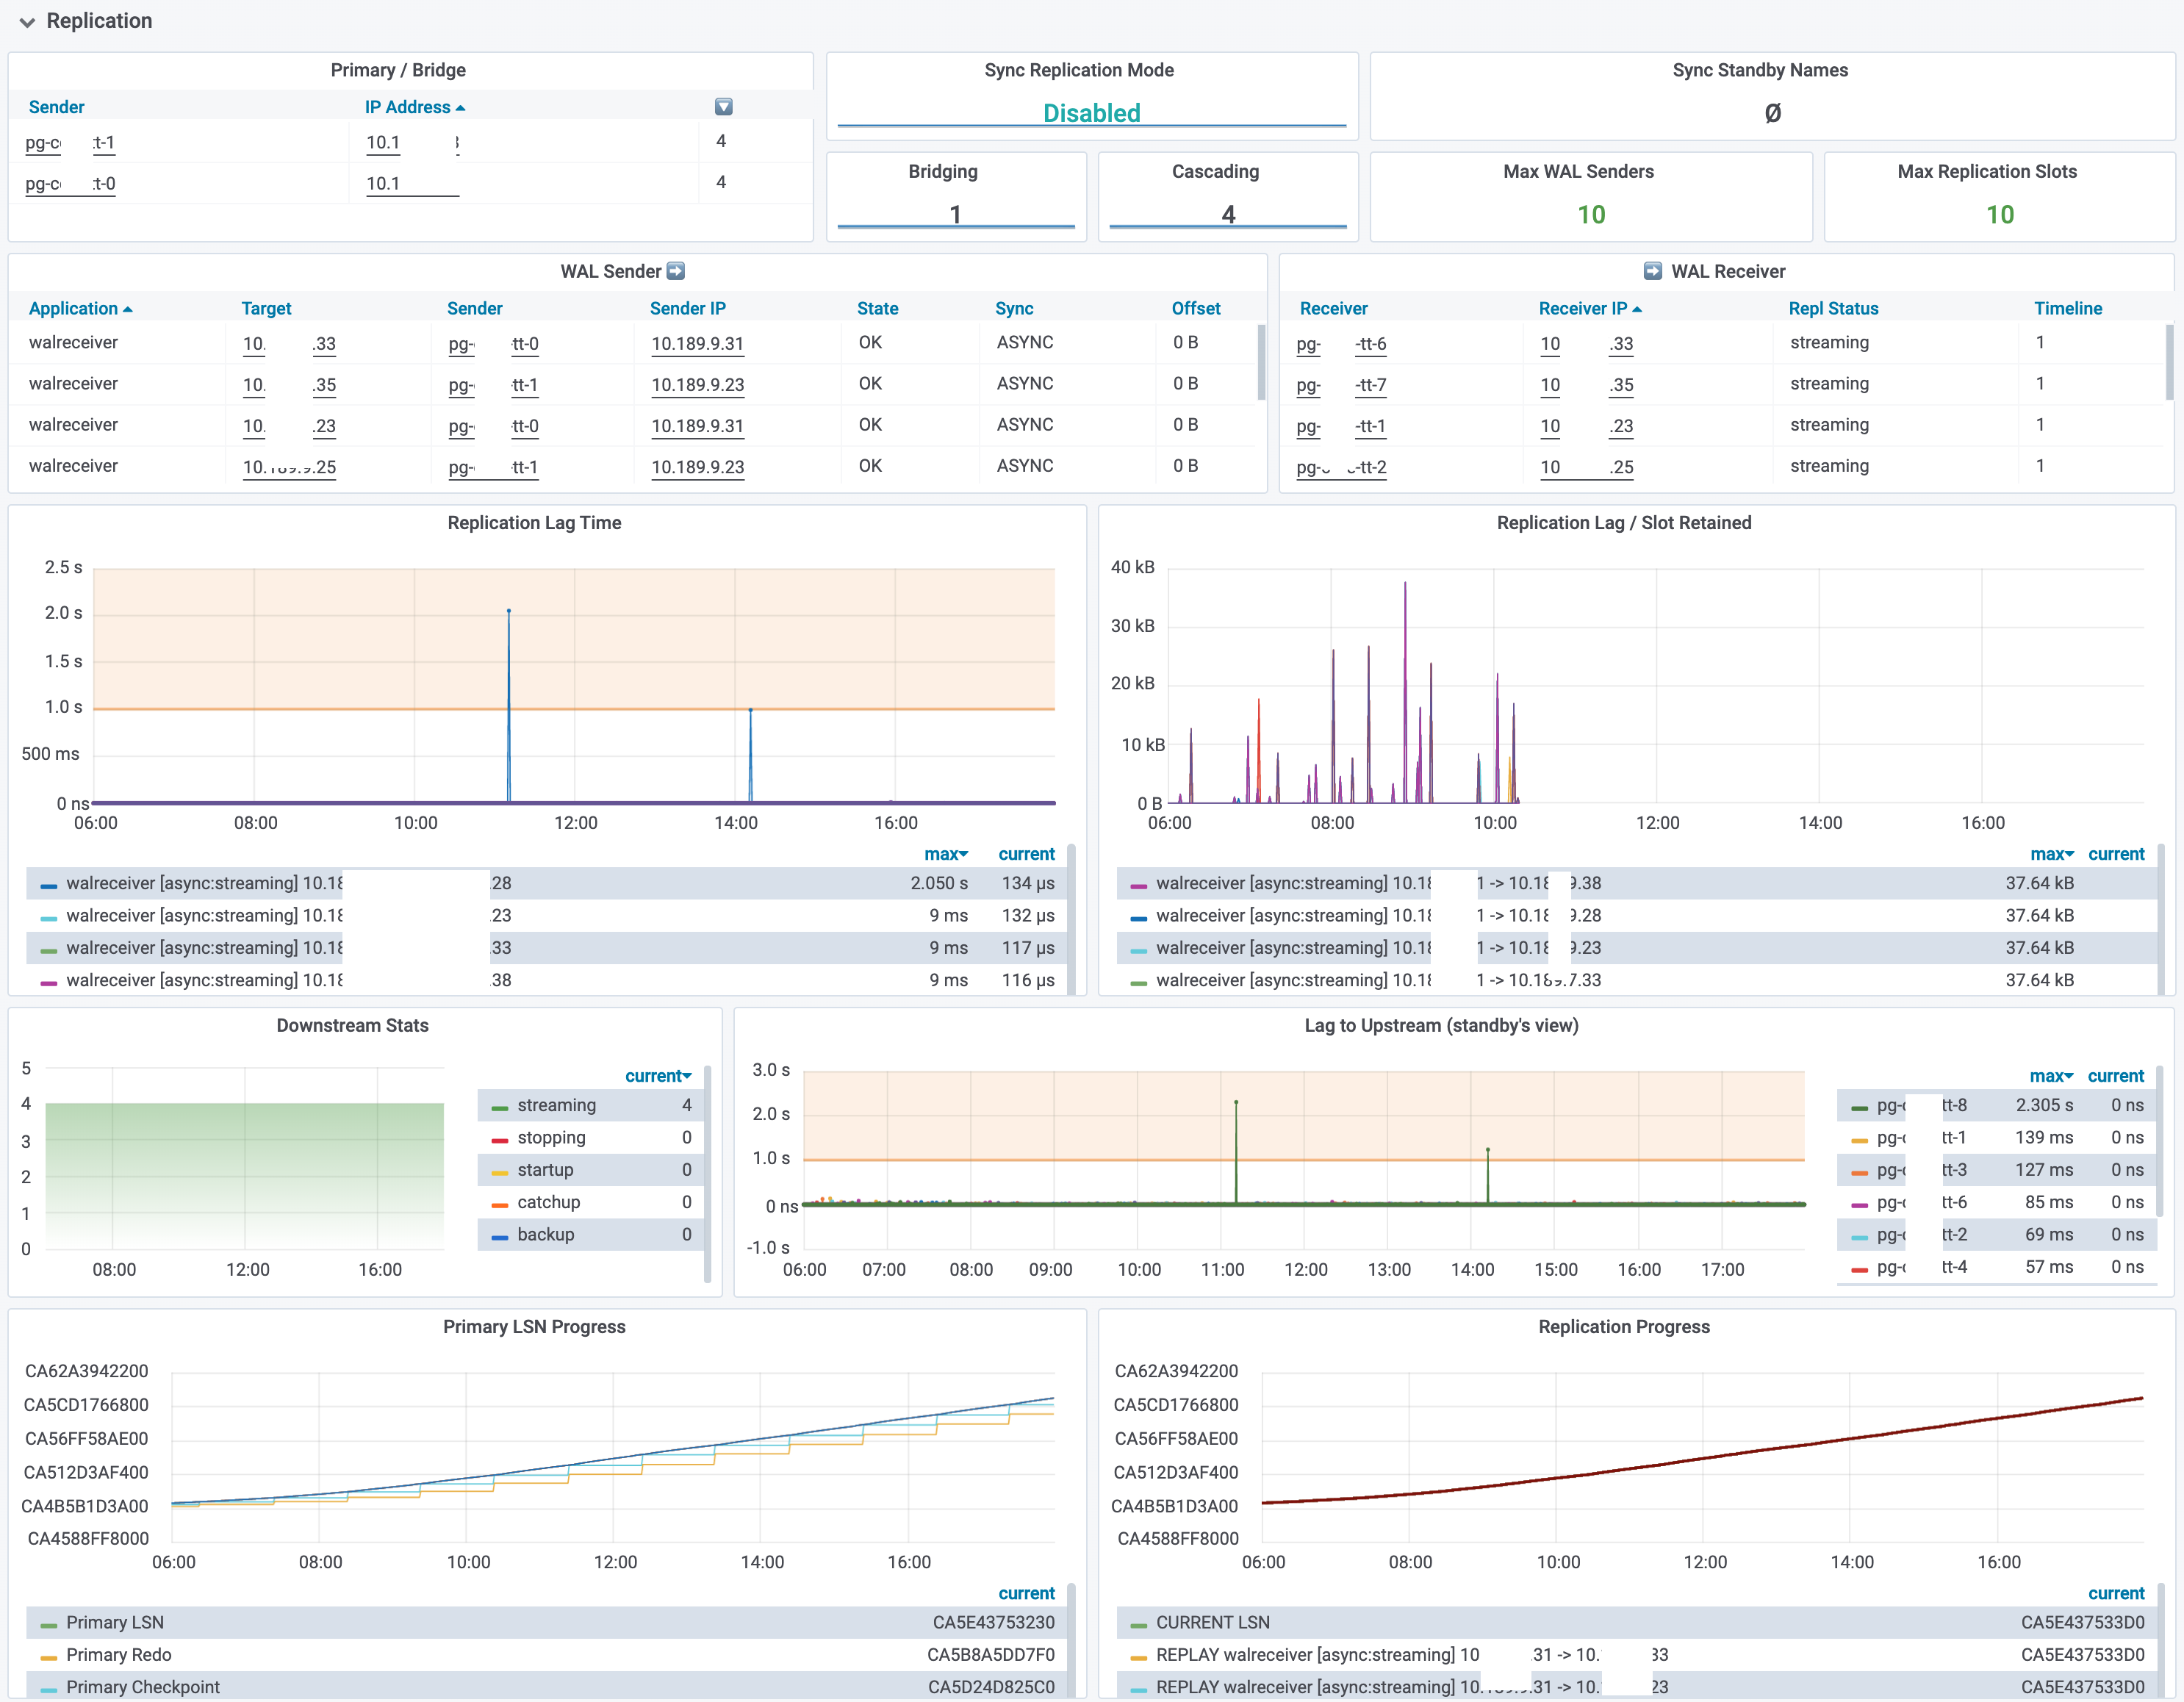 Replication
Primary / Bridge
Sender IP Address
pg-c t-1 10.1 4
pg-c t-0 10.1 4
Sync Replication Mode
Disabled
Sync Standby Names
Ø
Bridging
1
Cascading
4
Max WAL Senders
10
Max Replication Slots
10
WAL Sender
Application Target Sender Sender IP State Sync Offset
walreceiver 10. .33 pg- tt-0 10.189.9.31 OK ASYNC 0 B
walreceiver 10. .35 pg- tt-1 10.189.9.23 OK ASYNC 0 B
walreceiver 10. .23 pg- tt-0 10.189.9.31 OK ASYNC 0 B
walreceiver 10. .25 pg- tt-1 10.189.9.23 OK ASYNC 0 B
WAL Receiver
Receiver Receiver IP Repl Status Timeline
pg- -tt-6 10 .33 streaming 1
pg- -tt-7 10 .35 streaming 1
pg- -tt-1 10 .23 streaming 1
pg- -tt-2 10 .25 streaming 1
Replication Lag Time
2.5 s
2.0 s
1.5 s
1.0 s
500 ms
0 ns
06:00 08:00 10:00 12:00 14:00 16:00
max current
walreceiver [async:streaming] 10.18 .28 2.050 s 134 µs
walreceiver [async:streaming] 10.18 .23 9 ms 132 µs
walreceiver [async:streaming] 10.18 .33 9 ms 117 µs
walreceiver [async:streaming] 10.18 .38 9 ms 116 µs
Replication Lag / Slot Retained
40 kB
30 kB
20 kB
10 kB
0 B
06:00 08:00 10:00 12:00 14:00 16:00
max current
walreceiver [async:streaming] 10.18 1 -> 10.18 9.38 37.64 kB
walreceiver [async:streaming] 10.18 1 -> 10.18 9.28 37.64 kB
walreceiver [async:streaming] 10.18 1 -> 10.18 9.23 37.64 kB
walreceiver [async:streaming] 10.18 1 -> 10.189.7.33 37.64 kB
Downstream Stats
5
4
3
2
1
0
08:00 12:00 16:00
current
streaming 4
stopping 0
startup 0
catchup 0
backup 0
Lag to Upstream (standby's view)
3.0 s
2.0 s
1.0 s
0 ns
-1.0 s
06:00 07:00 08:00 09:00 10:00 11:00 12:00 13:00 14:00 15:00 16:00 17:00
max current
pg-c tt-8 2.305 s 0 ns
pg-c tt-1 139 ms 0 ns
pg-c tt-3 127 ms 0 ns
pg-c tt-6 85 ms 0 ns
pg-c tt-2 69 ms 0 ns
pg-c tt-4 57 ms 0 ns
Primary LSN Progress
CA62A3942200
CA5CD1766800
CA56FF58AE00
CA512D3AF400
CA4B5B1D3A00
CA4588FF8000
06:00 08:00 10:00 12:00 14:00 16:00
current
Primary LSN CA5E43753230
Primary Redo CA5B8A5DD7F0
Primary Checkpoint CA5D24D825C0
Replication Progress
CA62A3942200
CA5CD1766800
CA56FF58AE00
CA512D3AF400
CA4B5B1D3A00
CA4588FF8000
06:00 08:00 10:00 12:00 14:00 16:00
current
CURRENT LSN CA5E437533D0
REPLAY walreceiver [async:streaming] 10 .31 -> 10. 33 CA5E437533D0
REPLAY walreceiver [async:streaming] 10. .31 -> 10. 23 CA5E437533D0